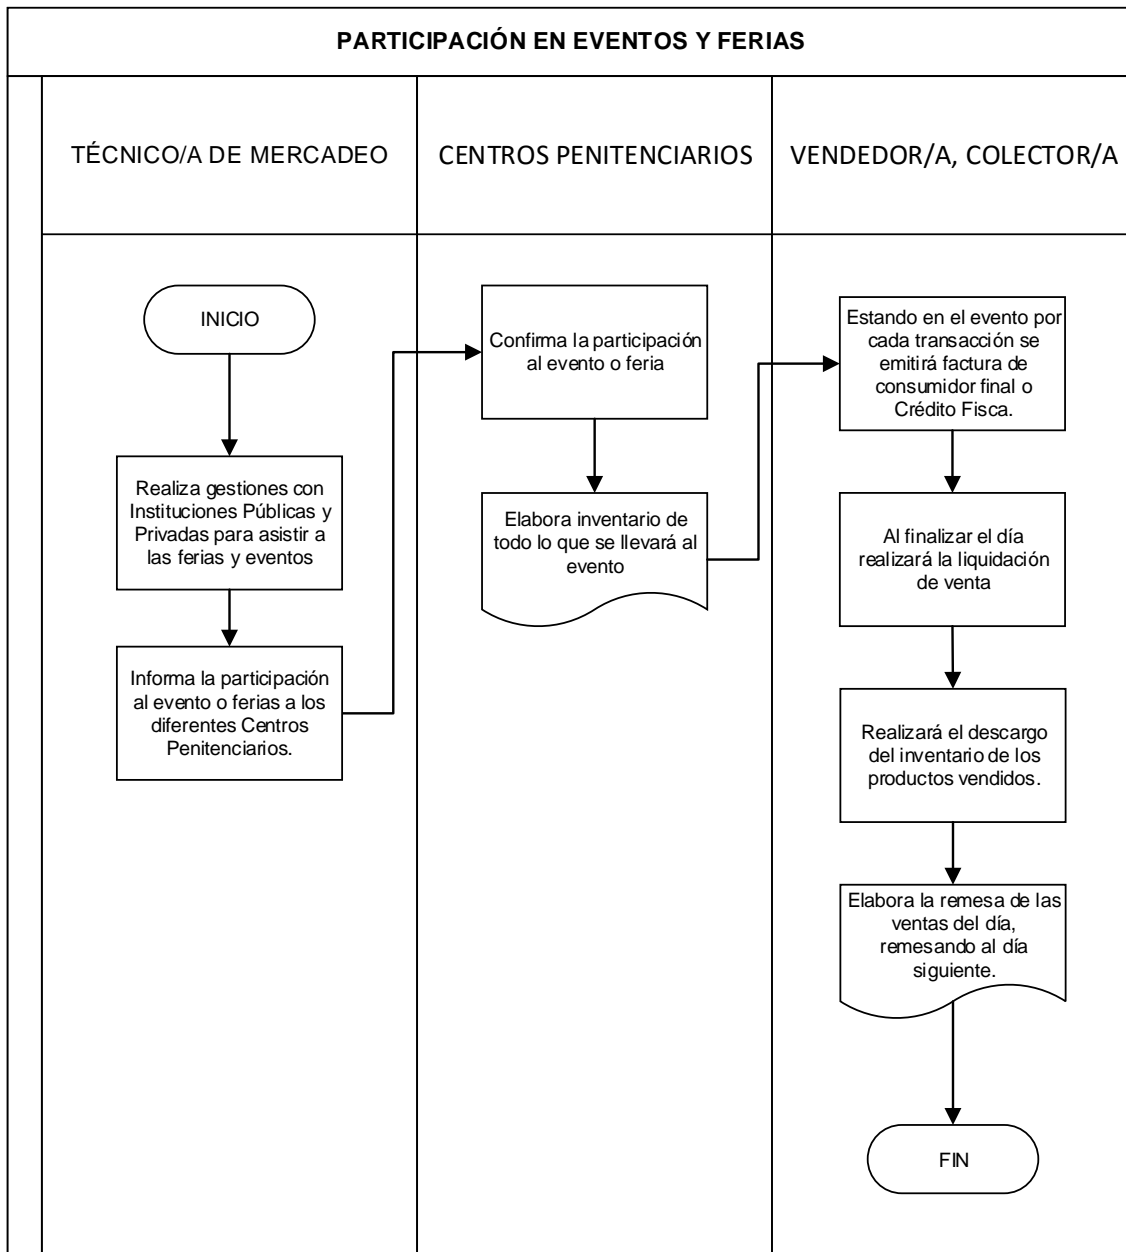 PARTICIPACIÓN EN EVENTOS Y FERIAS
TÉCNICO/A DE MERCADEO
CENTROS PENITENCIARIOS
VENDEDOR/A, COLECTOR/A
INICIO
Realiza gestiones con
Instituciones Públicas y
Privadas para asistir a
las ferias y eventos
Informa la participación
al evento o ferias a los
diferentes Centros
Penitenciarios.
Confirma la participación
al evento o feria
Elabora inventario de
todo lo que se llevará al
evento
Estando en el evento por
cada transacción se
emitirá factura de
consumidor final o
Crédito Fisca.
Al finalizar el día
realizará la liquidación
de venta
Realizará el descargo
del inventario de los
productos vendidos.
Elabora la remesa de las
ventas del día,
remesando al día
siguiente.
FIN